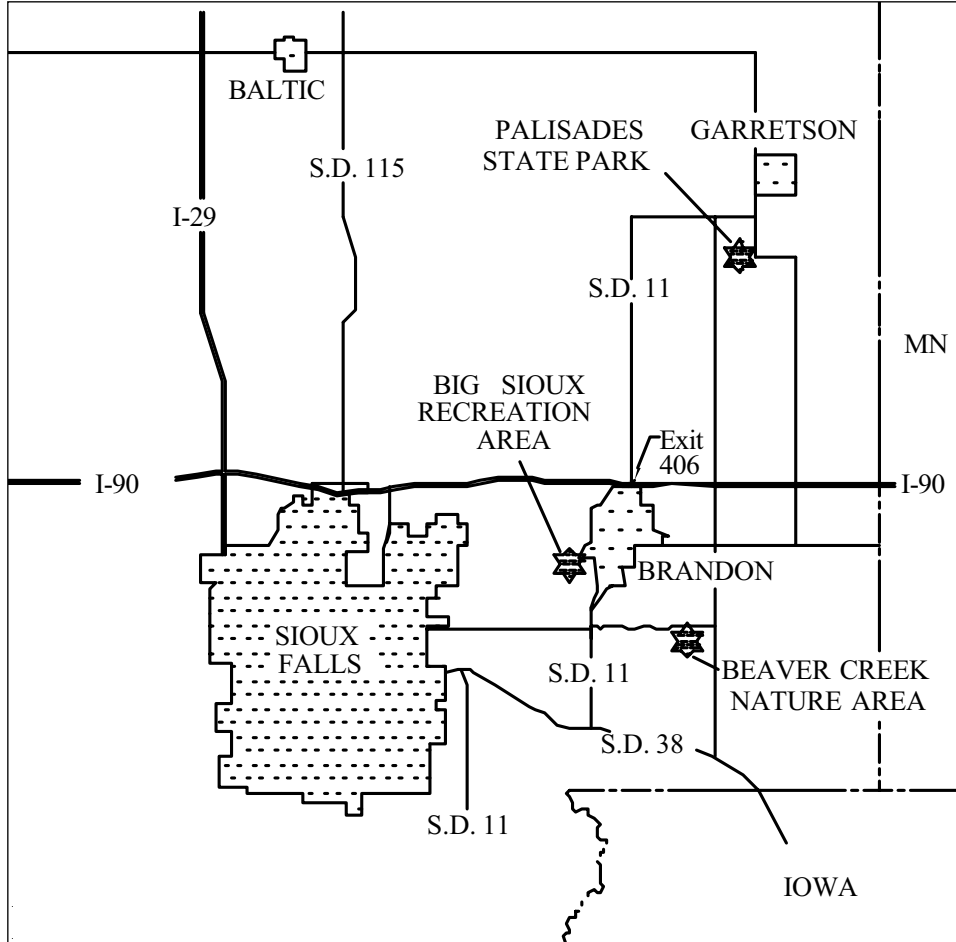 BALTIC
PALISADES
STATE PARK
GARRETSON
S.D. 115
I-29
S.D. 11
MN
BIG SIOUX
RECREATION
AREA
Exit
406
I-90
I-90
BRANDON
SIOUX
FALLS
S.D. 11
BEAVER CREEK
NATURE AREA
S.D. 38
S.D. 11
IOWA